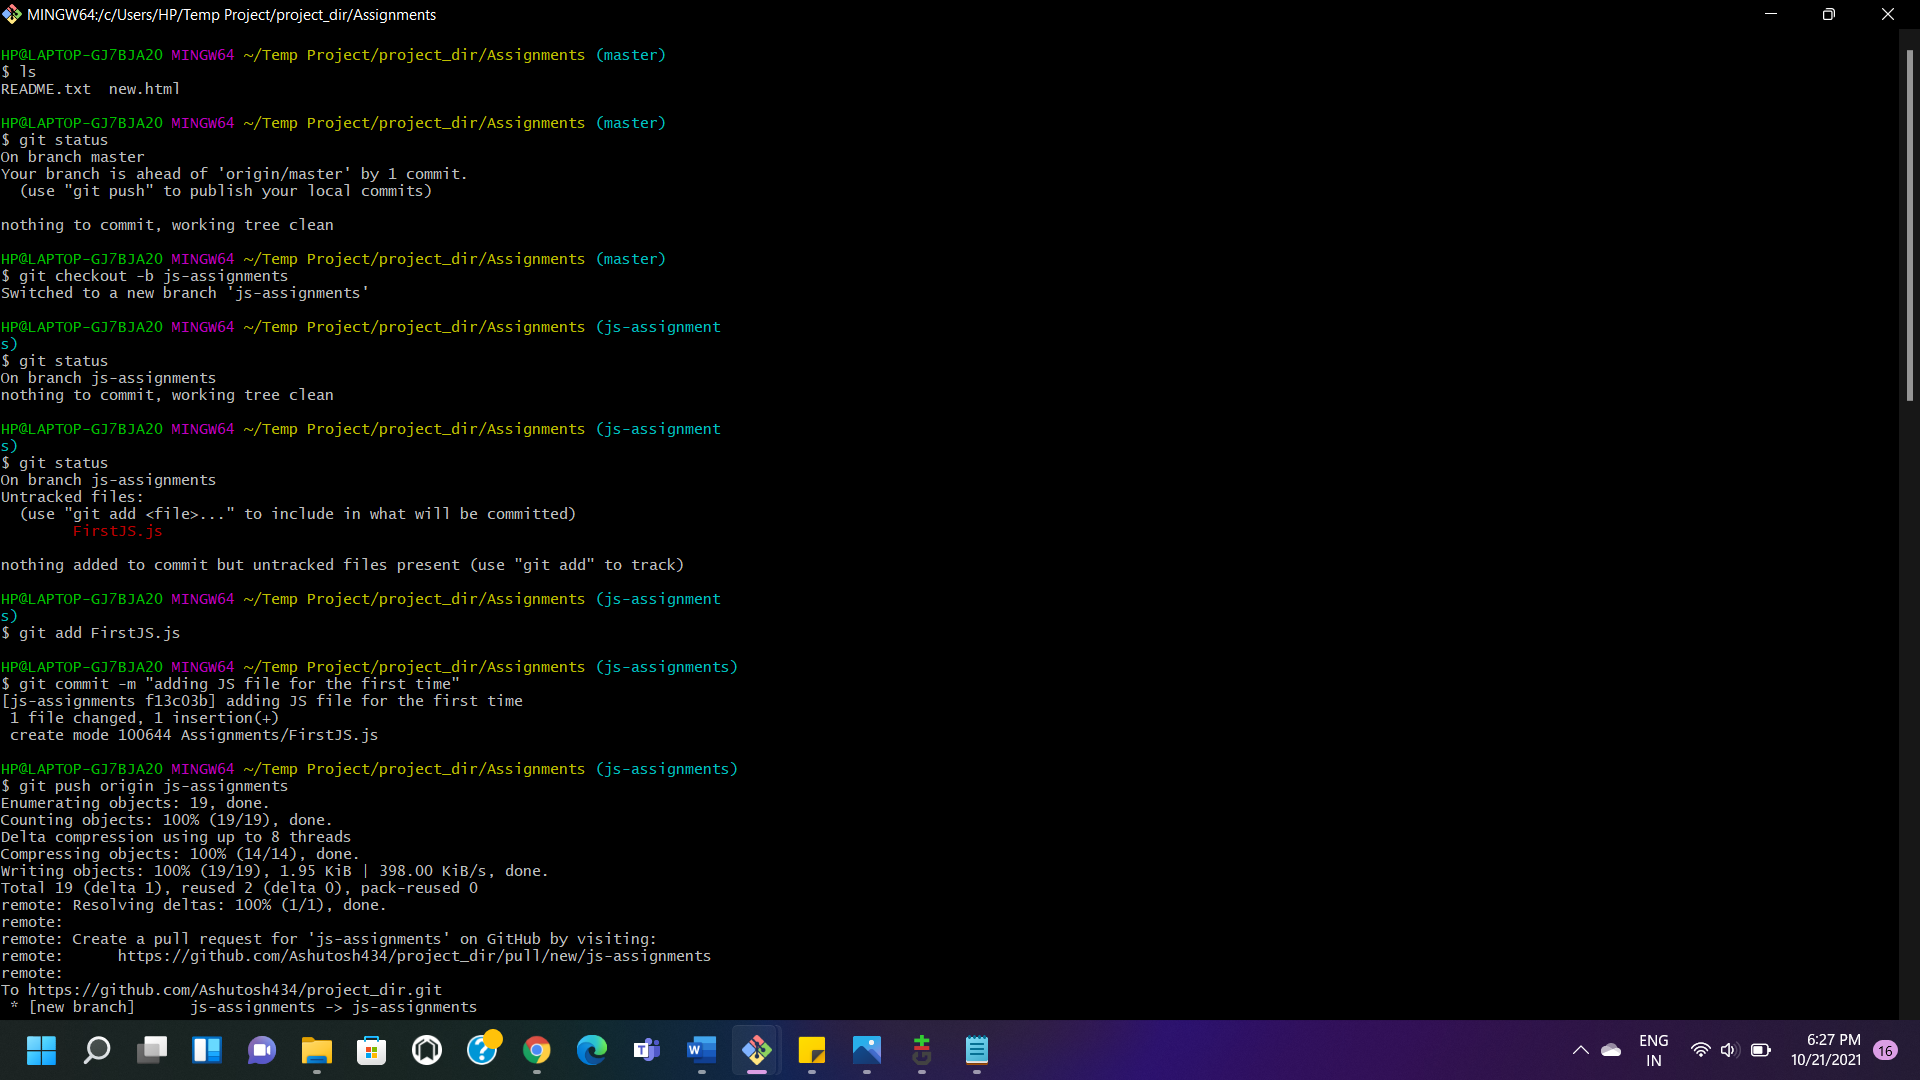 MINGW64:/c/Users/HP/Temp Project/project_dir/Assignments
HP@LAPTOP-GJ7BJA2O MINGW64 ~/Temp Project/project_dir/Assignments (master)
$ ls
README.txt  new.html
HP@LAPTOP-GJ7BJA2O MINGW64 ~/Temp Project/project_dir/Assignments (master)
$ git status
On branch master
Your branch is ahead of 'origin/master' by 1 commit.
  (use "git push" to publish your local commits)
nothing to commit, working tree clean
HP@LAPTOP-GJ7BJA2O MINGW64 ~/Temp Project/project_dir/Assignments (master)
$ git checkout -b js-assignments
Switched to a new branch 'js-assignments'
HP@LAPTOP-GJ7BJA2O MINGW64 ~/Temp Project/project_dir/Assignments (js-assignment
s)
$ git status
On branch js-assignments
nothing to commit, working tree clean
HP@LAPTOP-GJ7BJA2O MINGW64 ~/Temp Project/project_dir/Assignments (js-assignment
s)
$ git status
On branch js-assignments
Untracked files:
  (use "git add <file>..." to include in what will be committed)
        FirstJS.js
nothing added to commit but untracked files present (use "git add" to track)
HP@LAPTOP-GJ7BJA2O MINGW64 ~/Temp Project/project_dir/Assignments (js-assignment
s)
$ git add FirstJS.js
HP@LAPTOP-GJ7BJA2O MINGW64 ~/Temp Project/project_dir/Assignments (js-assignments)
$ git commit -m "adding JS file for the first time"
[js-assignments f13c03b] adding JS file for the first time
 1 file changed, 1 insertion(+)
 create mode 100644 Assignments/FirstJS.js
HP@LAPTOP-GJ7BJA2O MINGW64 ~/Temp Project/project_dir/Assignments (js-assignments)
$ git push origin js-assignments
Enumerating objects: 19, done.
Counting objects: 100% (19/19), done.
Delta compression using up to 8 threads
Compressing objects: 100% (14/14), done.
Writing objects: 100% (19/19), 1.95 KiB | 398.00 KiB/s, done.
Total 19 (delta 1), reused 2 (delta 0), pack-reused 0
remote: Resolving deltas: 100% (1/1), done.
remote:
remote: Create a pull request for 'js-assignments' on GitHub by visiting:
remote:      https://github.com/Ashutosh434/project_dir/pull/new/js-assignments
remote:
To https://github.com/Ashutosh434/project_dir.git
 * [new branch]      js-assignments -> js-assignments
ENG
IN
6:27 PM
10/21/2021
16